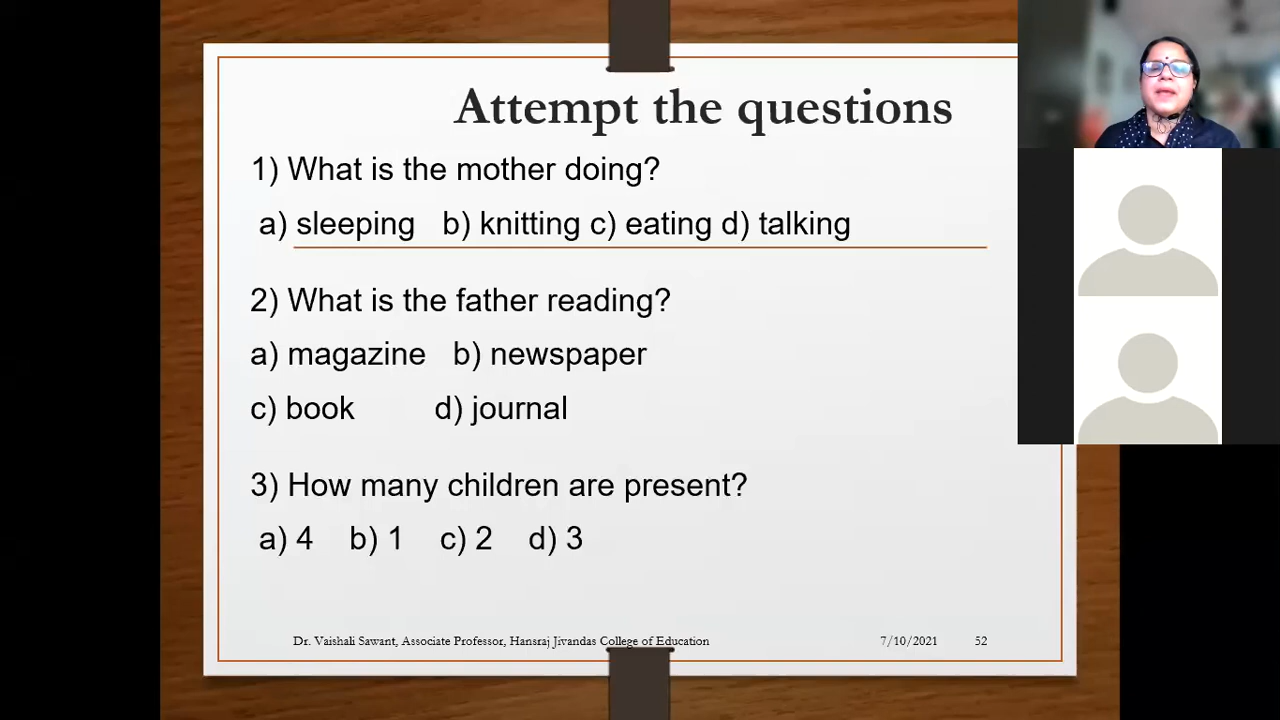 Attempt the questions
1) What is the mother doing?
a) sleeping b) knitting c) eating d) talking
2) What is the father reading?
a) magazine b) newspaper
c) book d) journal
3) How many children are present?
a) 4 b) 1 c) 2 d) 3
Dr. Vaishali Sawant, Associate Professor, Hansraj Jivandas College of Education 7/10/2021 52